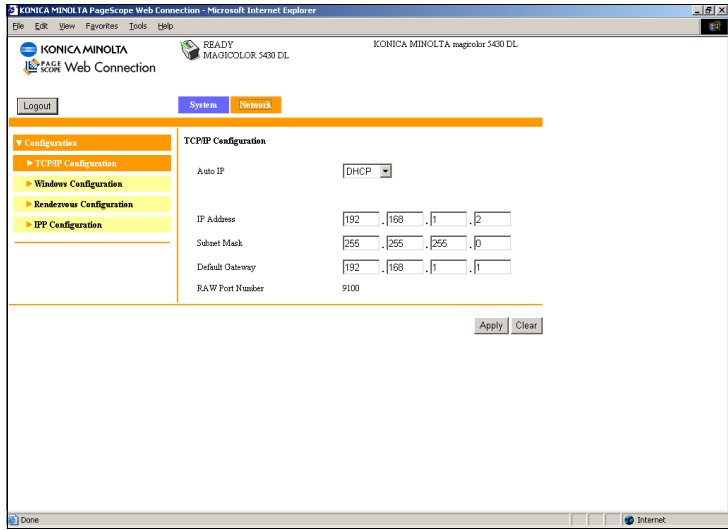 KONICA MINOLTA PageScope Web Connection - Microsoft Internet Explorer
File Edit View Favorites Tools Help
KONICA MINOLTA
PAGE SCOPE Web Connection
READY
MAGICOLOR 5430 DL
KONICA MINOLTA magicolor 5430 DL
Logout
System Network
Configuration
TCP/IP Configuration
Windows Configuration
Rendezvous Configuration
IPP Configuration
TCP/IP Configuration
Auto IP DHCP
IP Address 192 . 168 . 1 . 2
Subnet Mask 255 . 255 . 255 . 0
Default Gateway 192 . 168 . 1 . 1
RAW Port Number 9100
Apply Clear
Done Internet